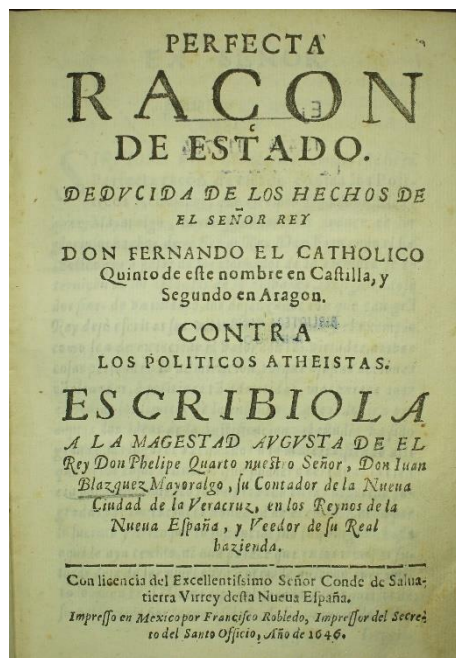 PERFECTA
RACON
DE ESTADO.
DEDVCIDA DE LOS HECHOS DE
EL SEÑOR REY
DON FERNANDO EL CATHOLICO
Quinto de eſte nombre en Caſtilla, y
Segundo en Aragon.
CONTRA
LOS POLITICOS ATHEISTAS.
ESCRIBIOLA
A LA MAGESTAD AVGVSTA DE EL
Rey Don Phelipe Quarto nueſtro Señor, Don Iuan
Blazquez Mayoralgo, ſu Contador de la Nueua
Ciudad de la Veracruz, en los Reynos de la
Nueua Eſpaña, y Veedor de ſu Real
hazienda.
Con licencia del Excellentiſsimo Señor Conde de Salua-
tierra Virrey deſta Nueua Eſpaña.
Impreſſo en Mexico por Franciſco Robledo, Impreſſor del Secre-
to del Santo Officio, Año de 1646.